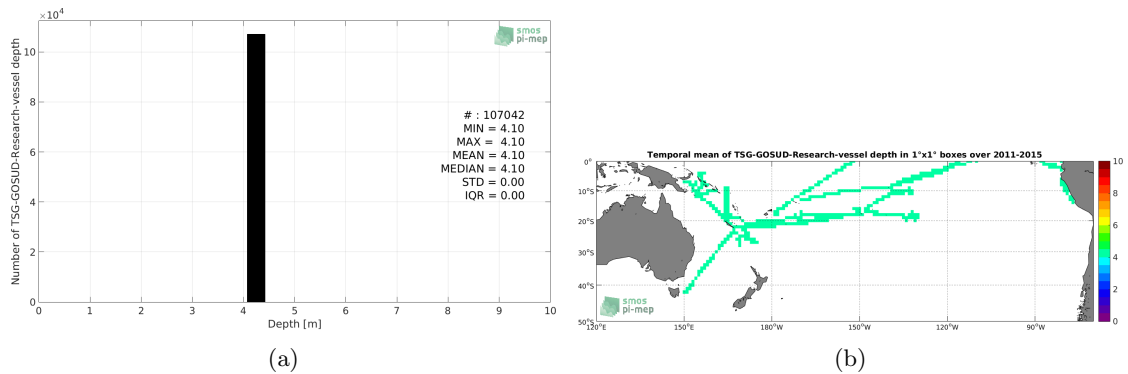 ×10⁴
10
8
6
4
2
0
Number of TSG-GOSUD-Research-vessel depth
smos
pi-mep
# : 107042
MIN = 4.10
MAX = 4.10
MEAN = 4.10
MEDIAN = 4.10
STD = 0.00
IQR = 0.00
0 1 2 3 4 5 6 7 8 9 10
Depth [m]
(a)
Temporal mean of TSG-GOSUD-Research-vessel depth in 1°x1° boxes over 2011-2015
0°
10°S
20°S
30°S
40°S
50°S
smos
pi-mep
120°E 150°E 180°W 150°W 120°W 90°W
10
8
6
4
2
0
(b)